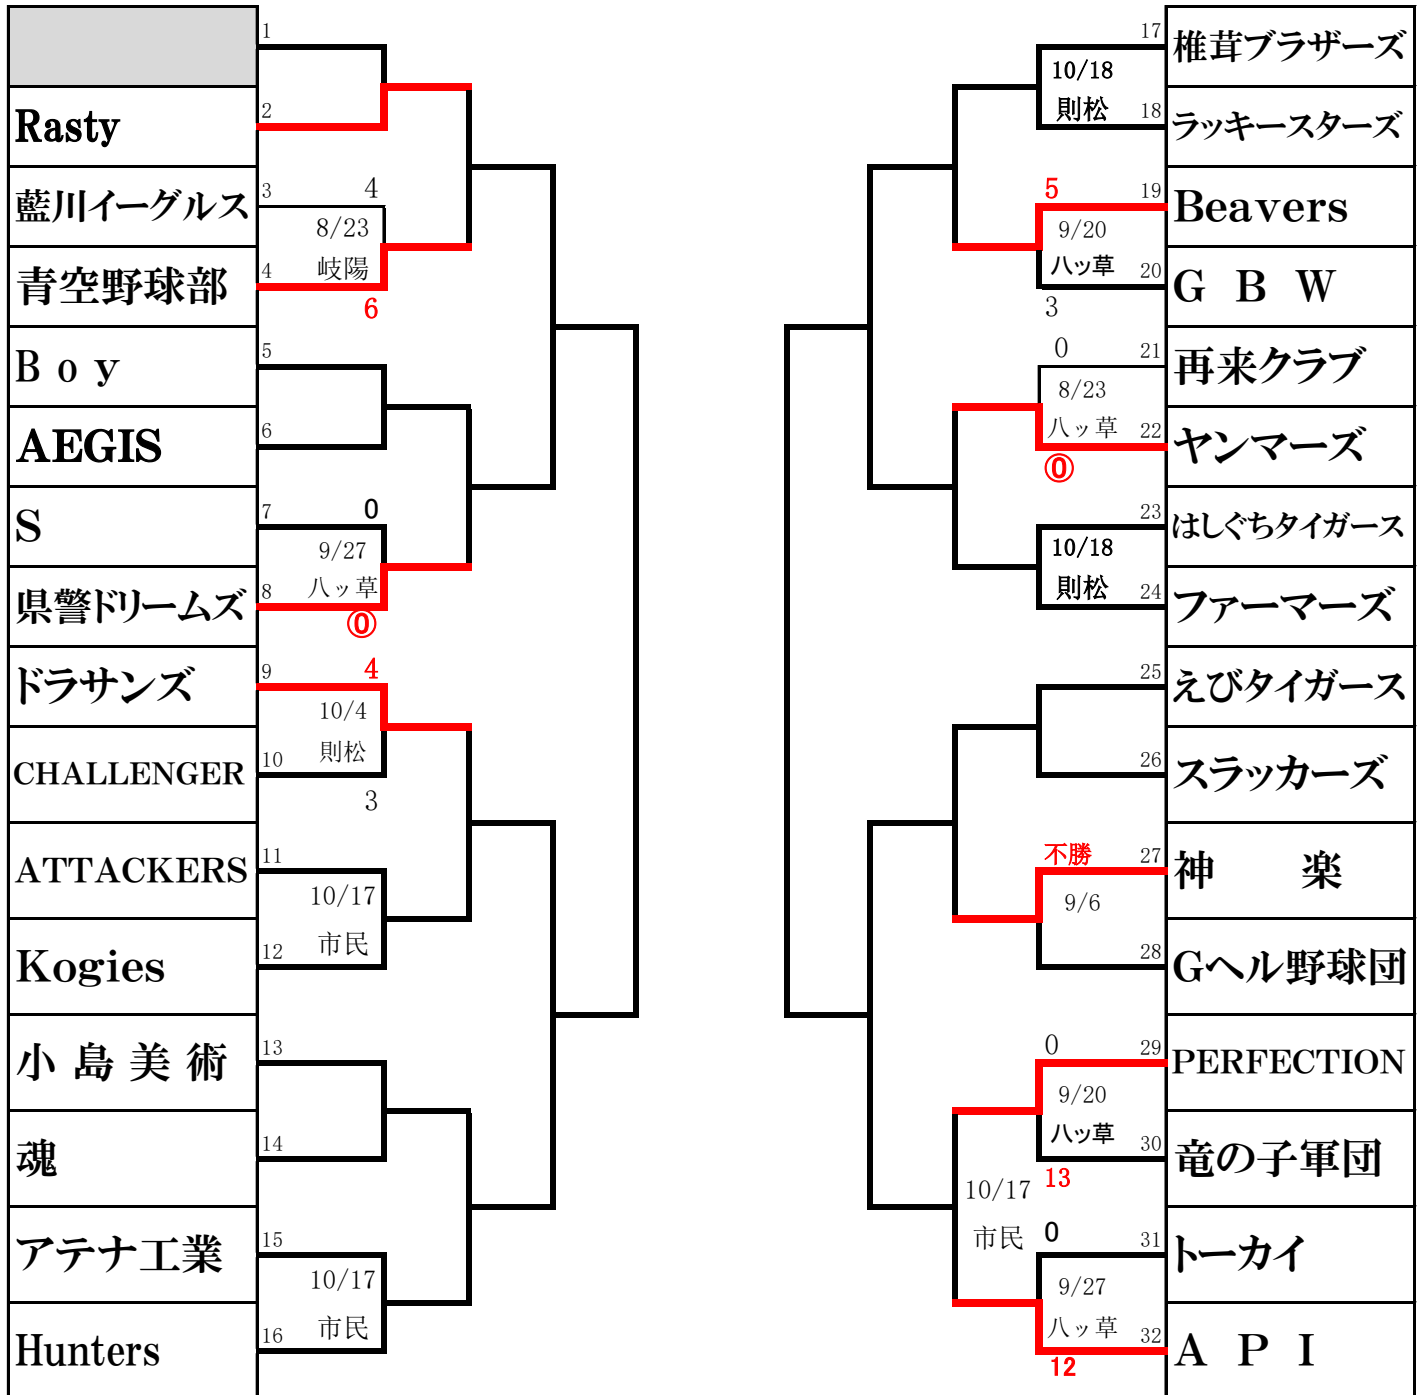 1
2
Rasty
3
藍川イーグルス
4
8/23
岐陽
4
青空野球部
6
5
Ｂｏｙ
6
AEGIS
7
S
0
9/27
八ッ草
8
県警ドリームズ
⓪
9
ドラサンズ
4
10/4
則松
10
CHALLENGER
3
11
ATTACKERS
10/17
市民
12
Kogies
13
小島美術
14
魂
15
アテナ工業
10/17
市民
16
Hunters
17
椎茸ブラザーズ
10/18
則松
18
ラッキースターズ
5
19
Beavers
9/20
八ッ草
20
ＧＢＷ
3
0
21
再来クラブ
8/23
八ッ草
22
ヤンマーズ
⓪
23
はしぐちタイガース
10/18
則松
24
ファーマーズ
25
えびタイガース
26
スラッカーズ
不勝
27
神楽
9/6
28
Gヘル野球団
0
29
PERFECTION
9/20
八ッ草
30
竜の子軍団
13
10/17
市民
0
31
トーカイ
9/27
八ッ草
32
ＡＰＩ
12